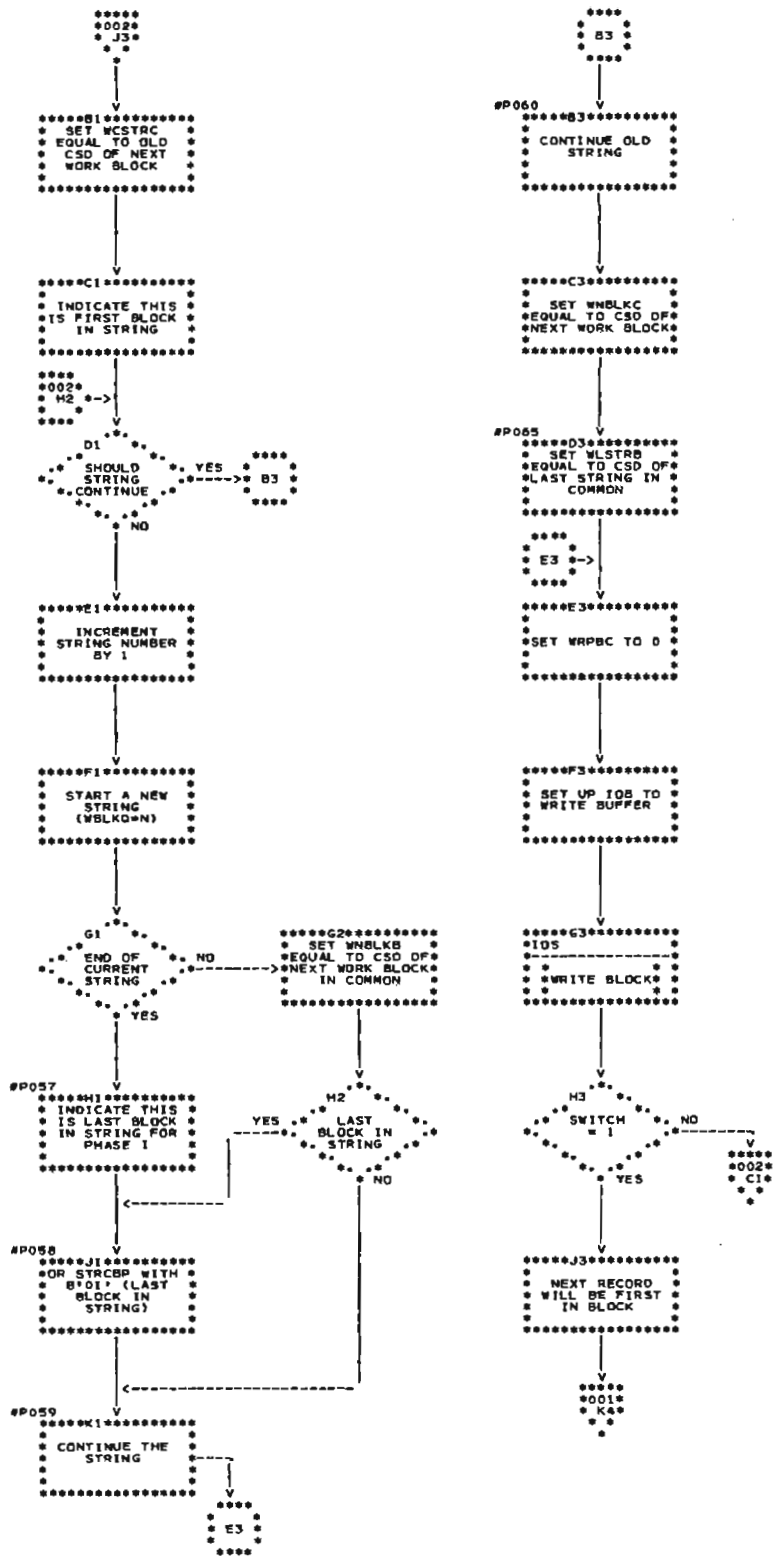 002
J3
B1
SET WCSTRC
EQUAL TO OLD
CSD OF NEXT
WORK BLOCK
C1
INDICATE THIS
IS FIRST BLOCK
IN STRING
002
H2
D1
SHOULD
STRING
CONTINUE
YES
B3
NO
E1
INCREMENT
STRING NUMBER
BY 1
F1
START A NEW
STRING
(WBLKQ=N)
G1
END OF
CURRENT
STRING
NO
YES
G2
SET WNBLKB
EQUAL TO CSD OF
NEXT WORK BLOCK
IN COMMON
#P057
H1
INDICATE THIS
IS LAST BLOCK
IN STRING FOR
PHASE I
H2
LAST
BLOCK IN
STRING
YES
NO
#P058
J1
OR STRCBP WITH
B'01' (LAST
BLOCK IN
STRING)
#P059
K1
CONTINUE THE
STRING
E3
B3
#P060
B3
CONTINUE OLD
STRING
C3
SET WNBLKC
EQUAL TO CSD OF
NEXT WORK BLOCK
#P065
D3
SET WLSTRB
EQUAL TO CSD OF
LAST STRING IN
COMMON
E3
E3
SET WRPBC TO 0
F3
SET UP IOB TO
WRITE BUFFER
G3
IOS
WRITE BLOCK
H3
SWITCH
= 1
NO
002
C1
YES
J3
NEXT RECORD
WILL BE FIRST
IN BLOCK
001
K4